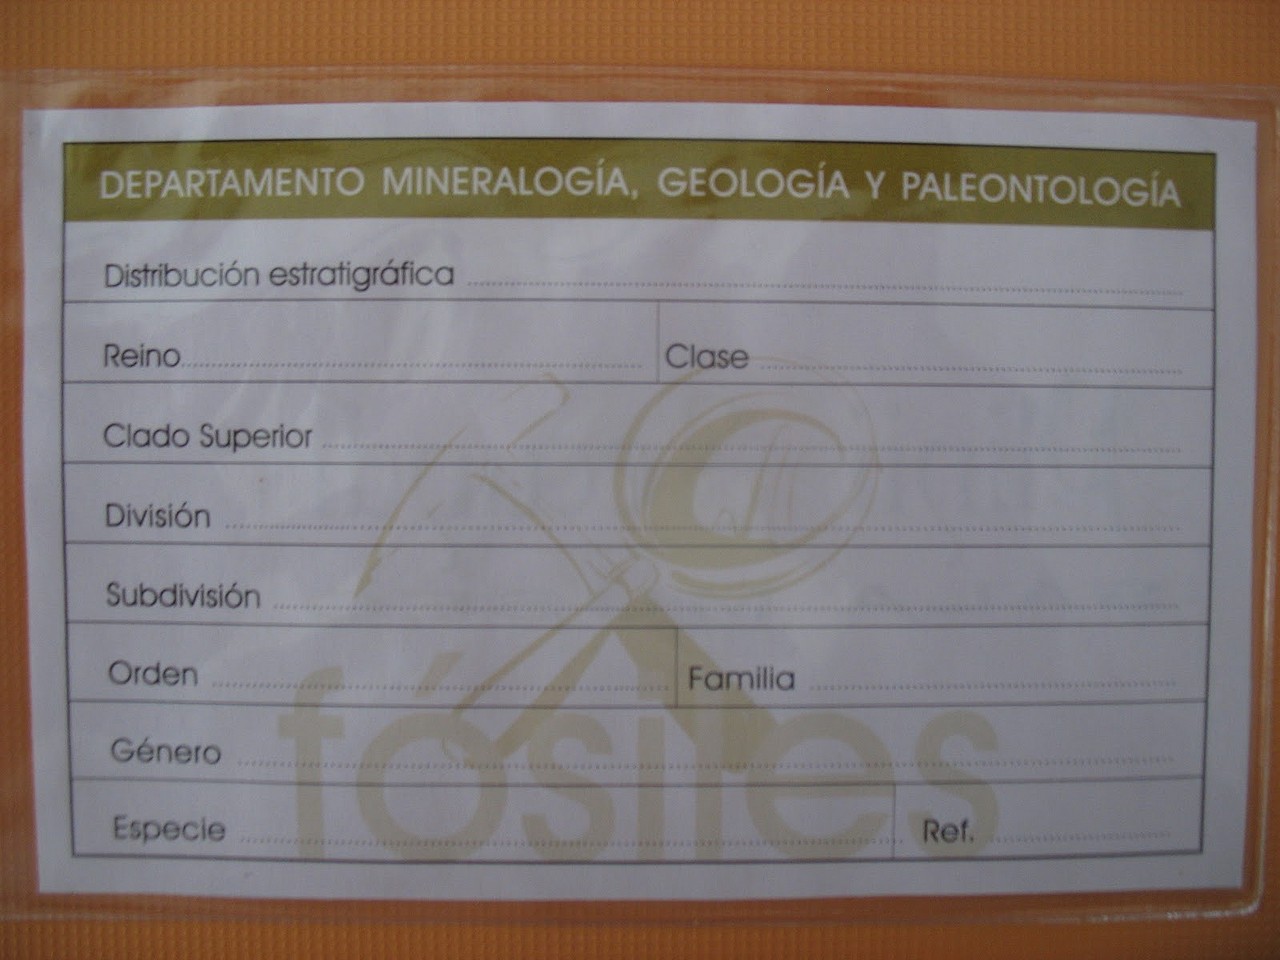 DEPARTAMENTO MINERALOGÍA, GEOLOGÍA Y PALEONTOLOGÍA
Distribución estratigráfica
Reino Clase
Clado Superior
División
Subdivisión
Orden Familia
Género
Especie Ref.
fósiles